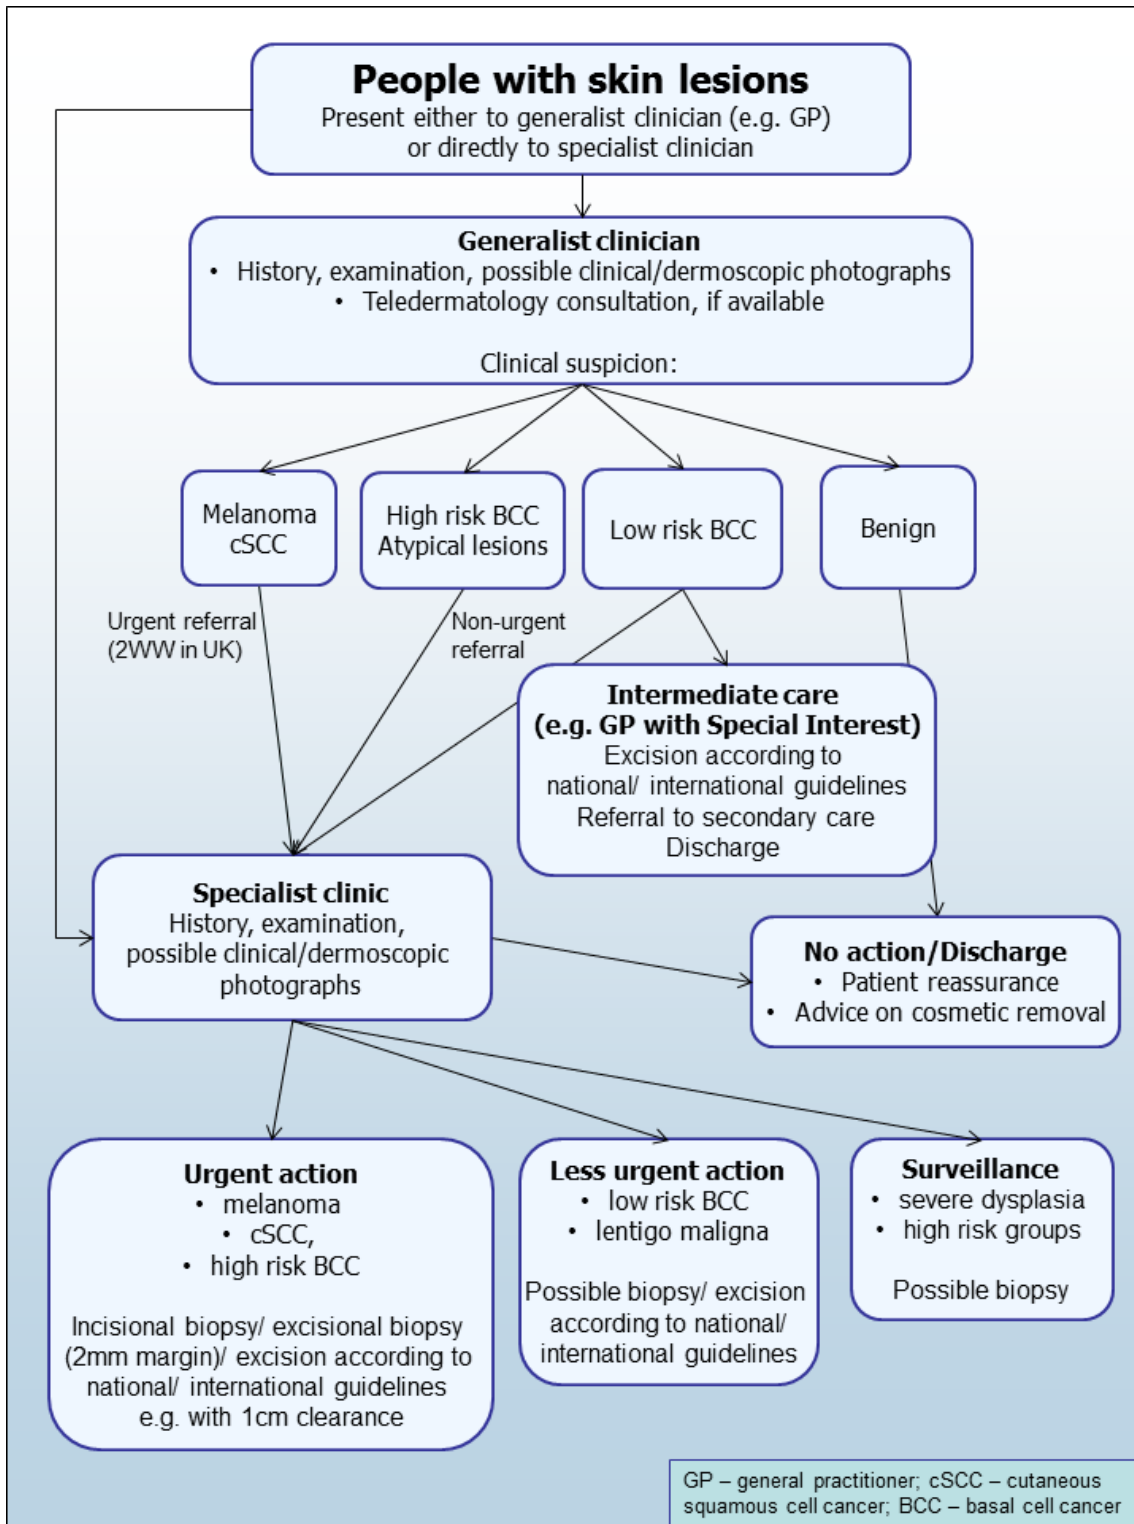 People with skin lesions
Present either to generalist clinician (e.g. GP)
or directly to specialist clinician
Generalist clinician
• History, examination, possible clinical/dermoscopic photographs
• Teledermatology consultation, if available
Clinical suspicion:
Melanoma
cSCC
High risk BCC
Atypical lesions
Low risk BCC
Benign
Urgent referral
(2WW in UK)
Non-urgent
referral
Intermediate care
(e.g. GP with Special Interest)
Excision according to
national/ international guidelines
Referral to secondary care
Discharge
Specialist clinic
History, examination,
possible clinical/dermoscopic
photographs
No action/Discharge
• Patient reassurance
• Advice on cosmetic removal
Urgent action
• melanoma
• cSCC,
• high risk BCC
Incisional biopsy/ excisional biopsy
(2mm margin)/ excision according to
national/ international guidelines
e.g. with 1cm clearance
Less urgent action
• low risk BCC
• lentigo maligna
Possible biopsy/ excision
according to national/
international guidelines
Surveillance
• severe dysplasia
• high risk groups
Possible biopsy
GP – general practitioner; cSCC – cutaneous
squamous cell cancer; BCC – basal cell cancer